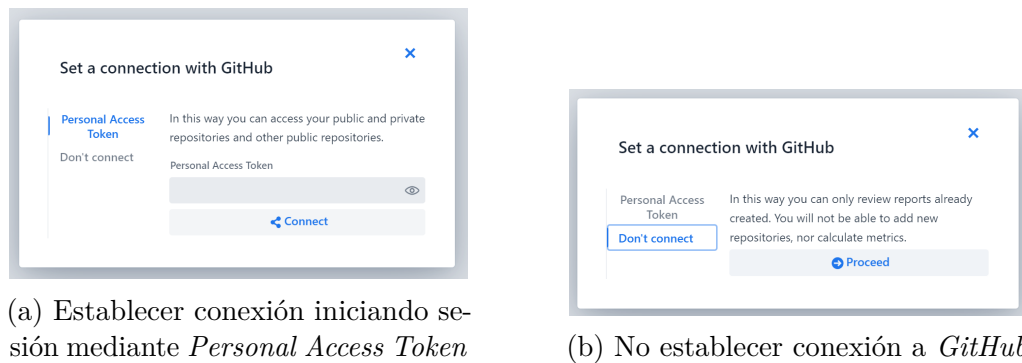 Set a connection with GitHub
Personal Access
Token
Don't connect
In this way you can access your public and private
repositories and other public repositories.
Personal Access Token
Connect
(a) Establecer conexión iniciando se-
sión mediante Personal Access Token
Set a connection with GitHub
Personal Access
Token
Don't connect
In this way you can only review reports already
created. You will not be able to add new
repositories, nor calculate metrics.
Proceed
(b) No establecer conexión a GitHub